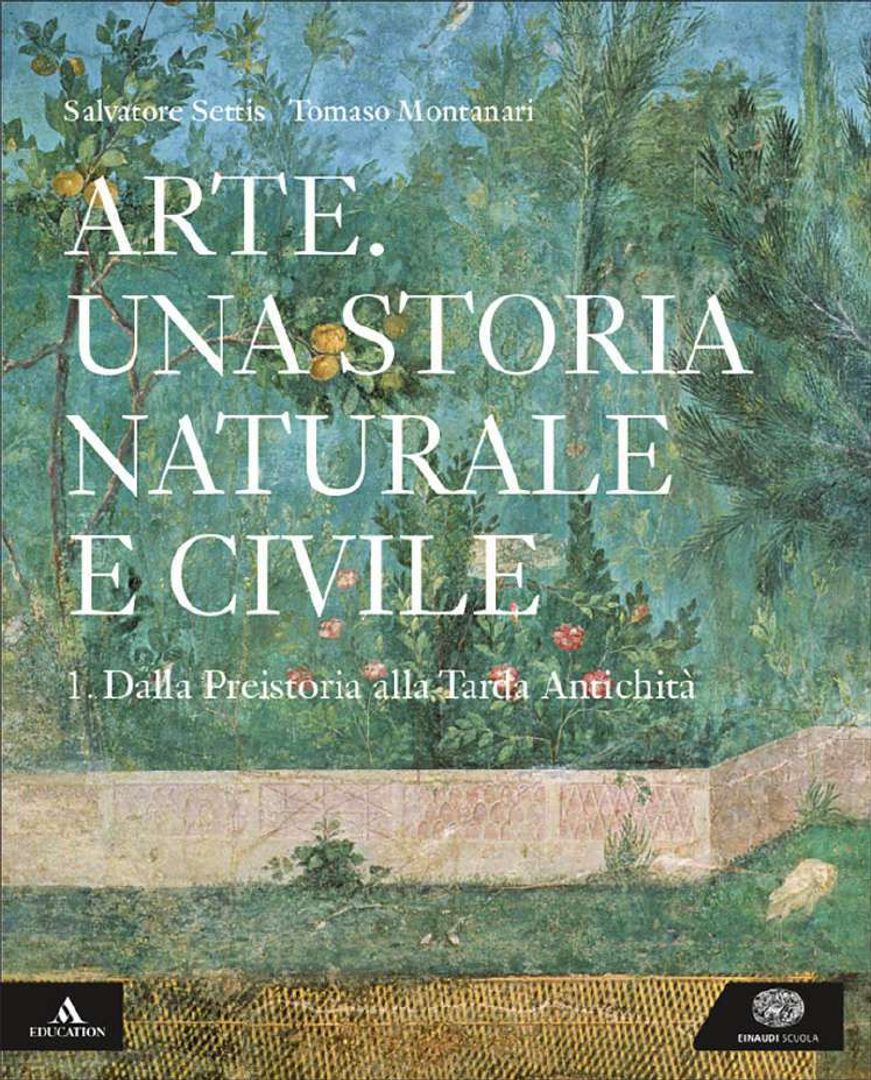 Salvatore Settis Tomaso Montanari
ARTE.
UNA STORIA
NATURALE
E CIVILE
1. Dalla Preistoria alla Tarda Antichità
EDUCATION
EINAUDI SCUOLA